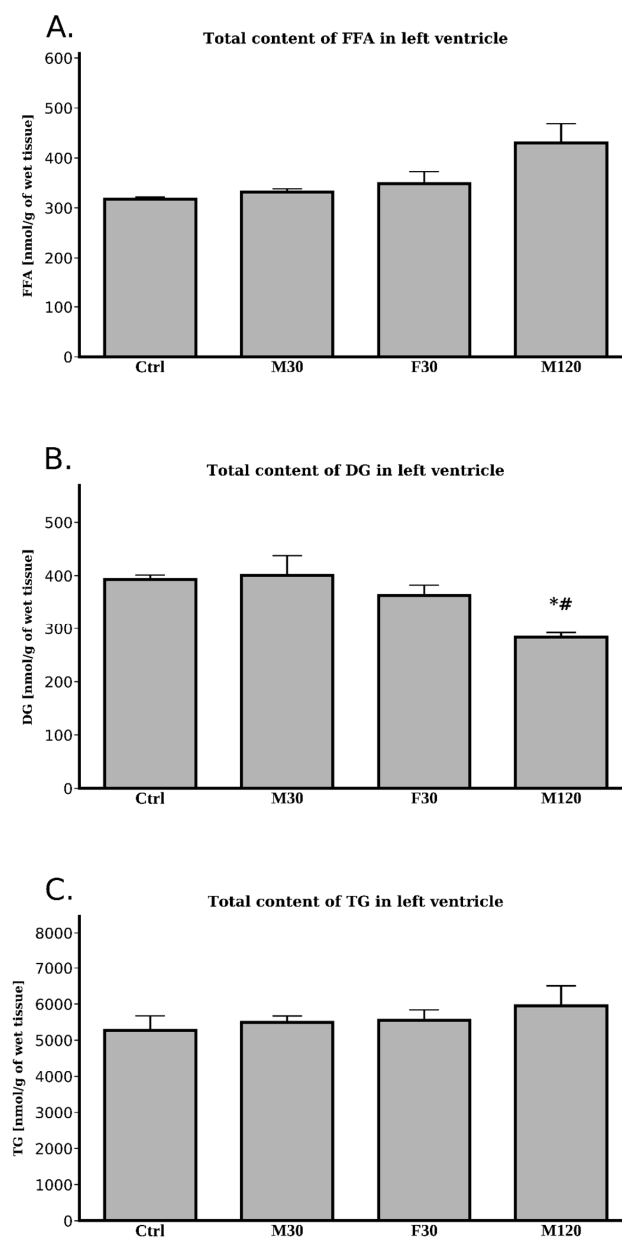 A.
Total content of FFA in left ventricle
600
500
400
300
200
100
0
FFA [nmol/g of wet tissue]
Ctrl M30 F30 M120
B.
Total content of DG in left ventricle
500
400
300
200
100
0
DG [nmol/g of wet tissue]
*#
Ctrl M30 F30 M120
C.
Total content of TG in left ventricle
8000
7000
6000
5000
4000
3000
2000
1000
0
TG [nmol/g of wet tissue]
Ctrl M30 F30 M120